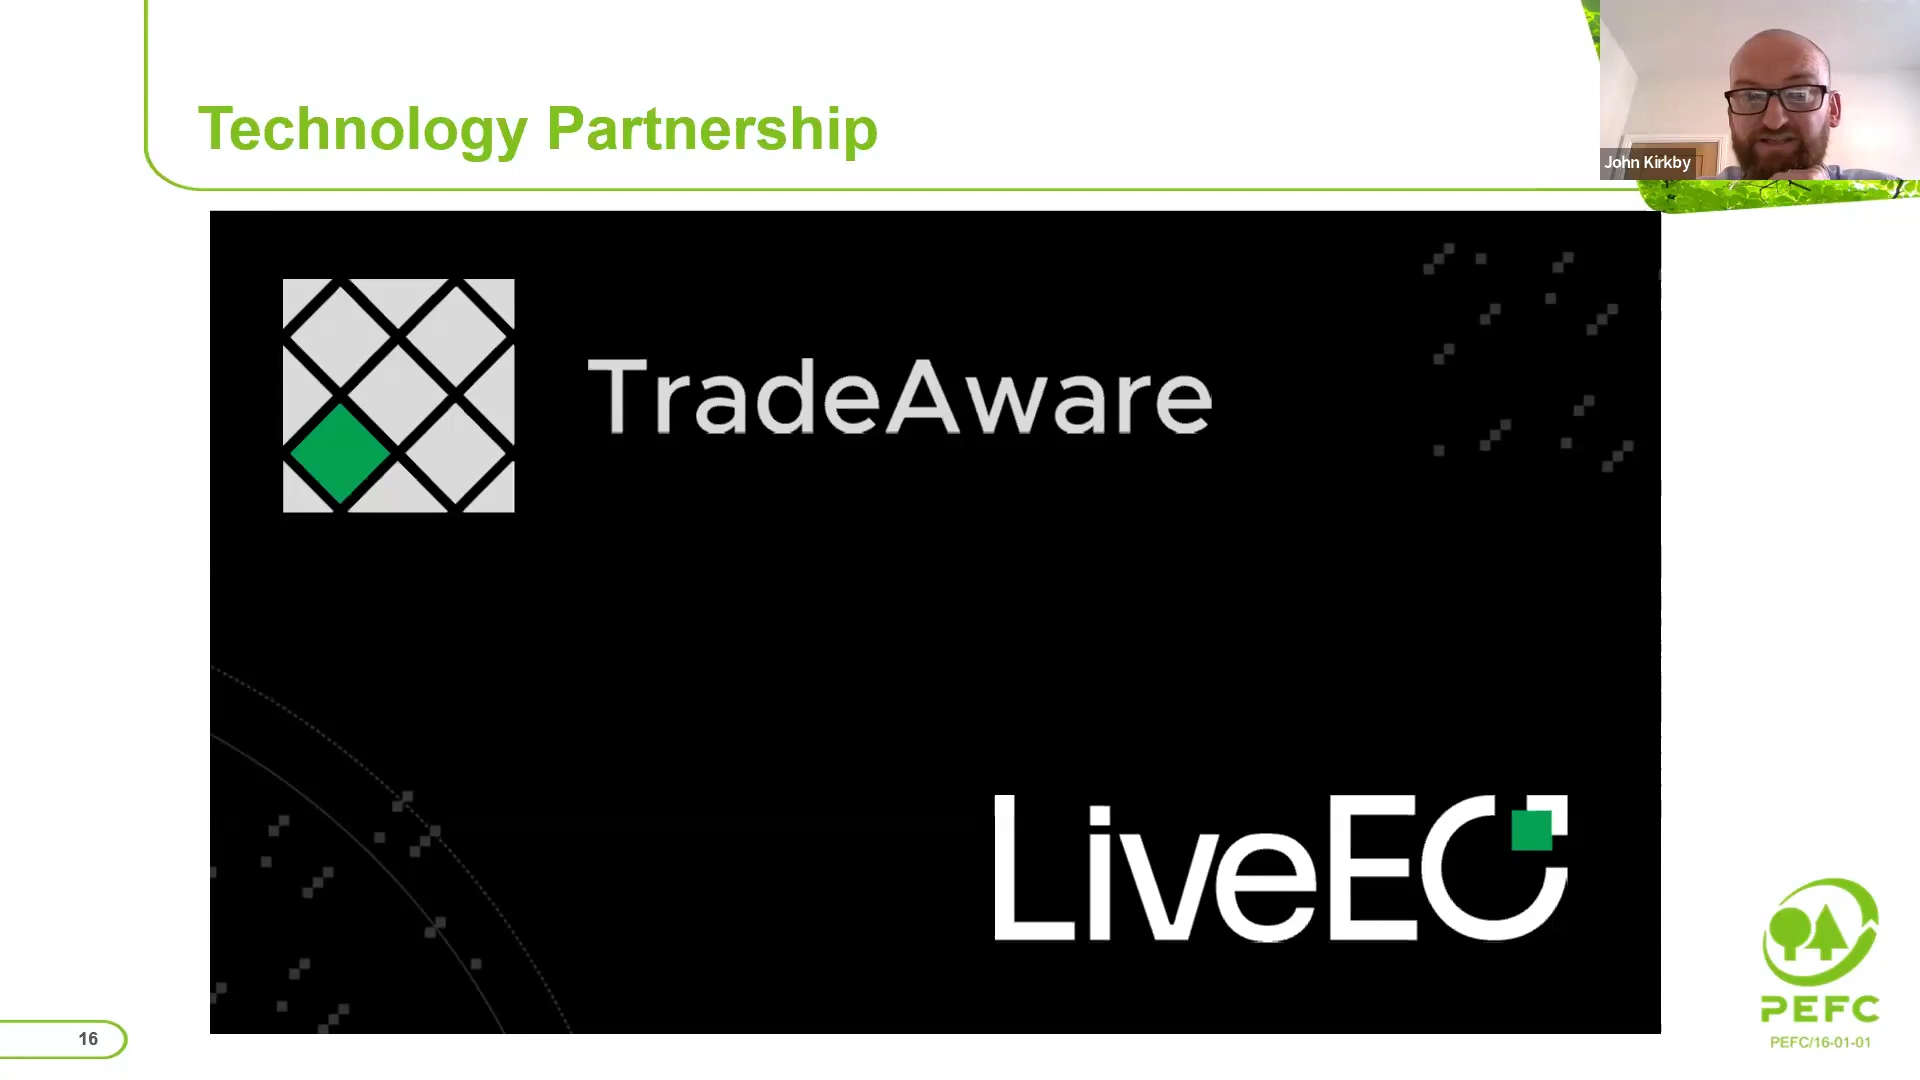 Technology Partnership
John Kirkby
TradeAware
LiveEO
PEFC
PEFC/16-01-01
16